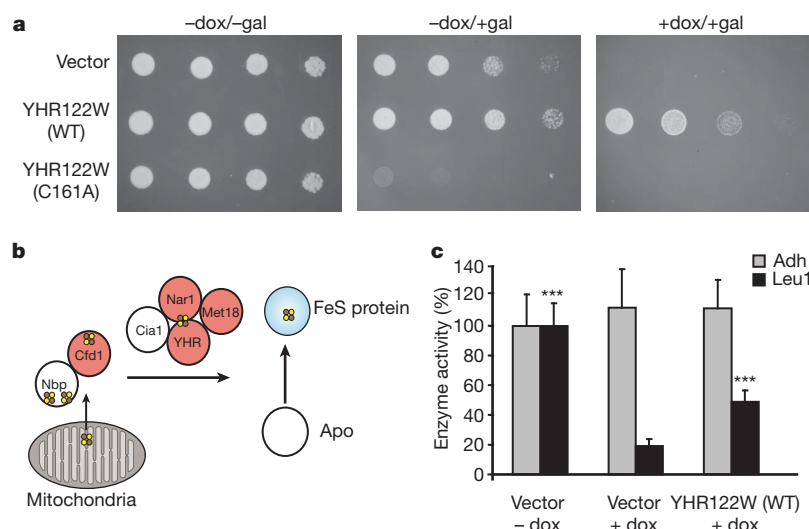 a
–dox/–gal
–dox/+gal
+dox/+gal
Vector
YHR122W
(WT)
YHR122W
(C161A)
b
Nar1
Met18
Cia1
YHR
Cfd1
Nbp
FeS protein
Apo
Mitochondria
c
Adh
Leu1
Enzyme activity (%)
140
120
100
80
60
40
20
0
***
***
Vector
– dox
Vector
+ dox
YHR122W (WT)
+ dox